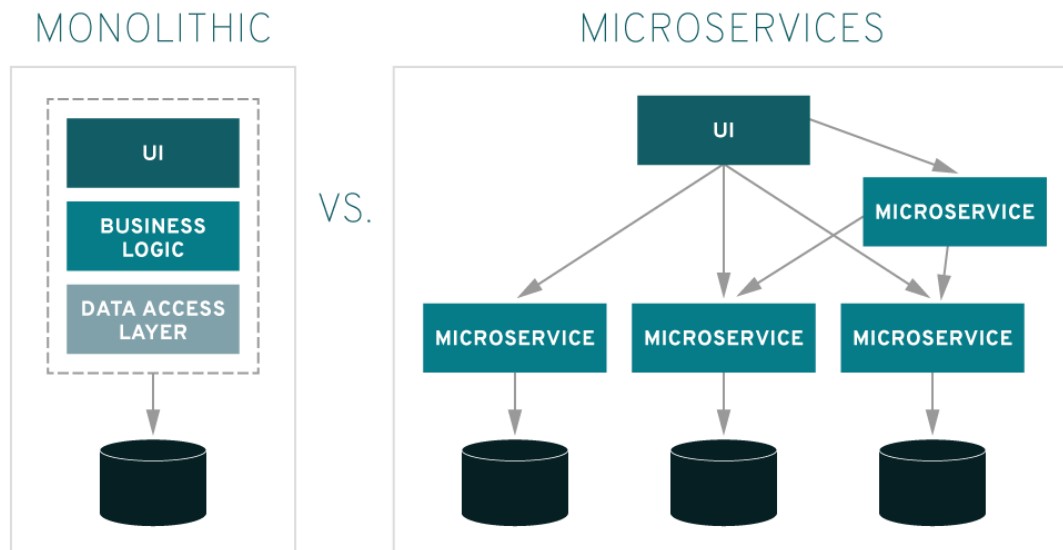 MONOLITHIC
UI
BUSINESS
LOGIC
DATA ACCESS
LAYER
VS.
MICROSERVICES
UI
MICROSERVICE
MICROSERVICE
MICROSERVICE
MICROSERVICE